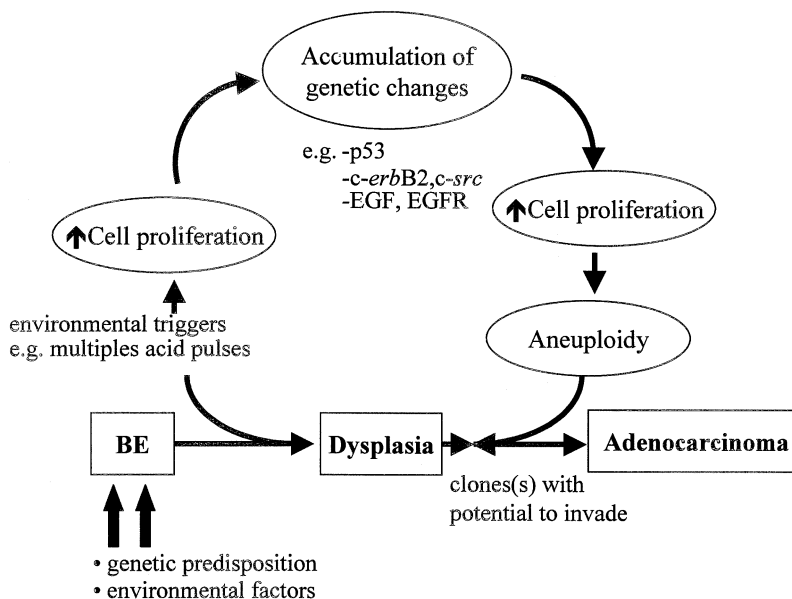 Accumulation of
genetic changes
e.g. -p53
-c-erbB2,c-src
-EGF, EGFR
↑Cell proliferation
↑Cell proliferation
environmental triggers
e.g. multiples acid pulses
Aneuploidy
BE
Dysplasia
Adenocarcinoma
clones(s) with
potential to invade
• genetic predisposition
• environmental factors